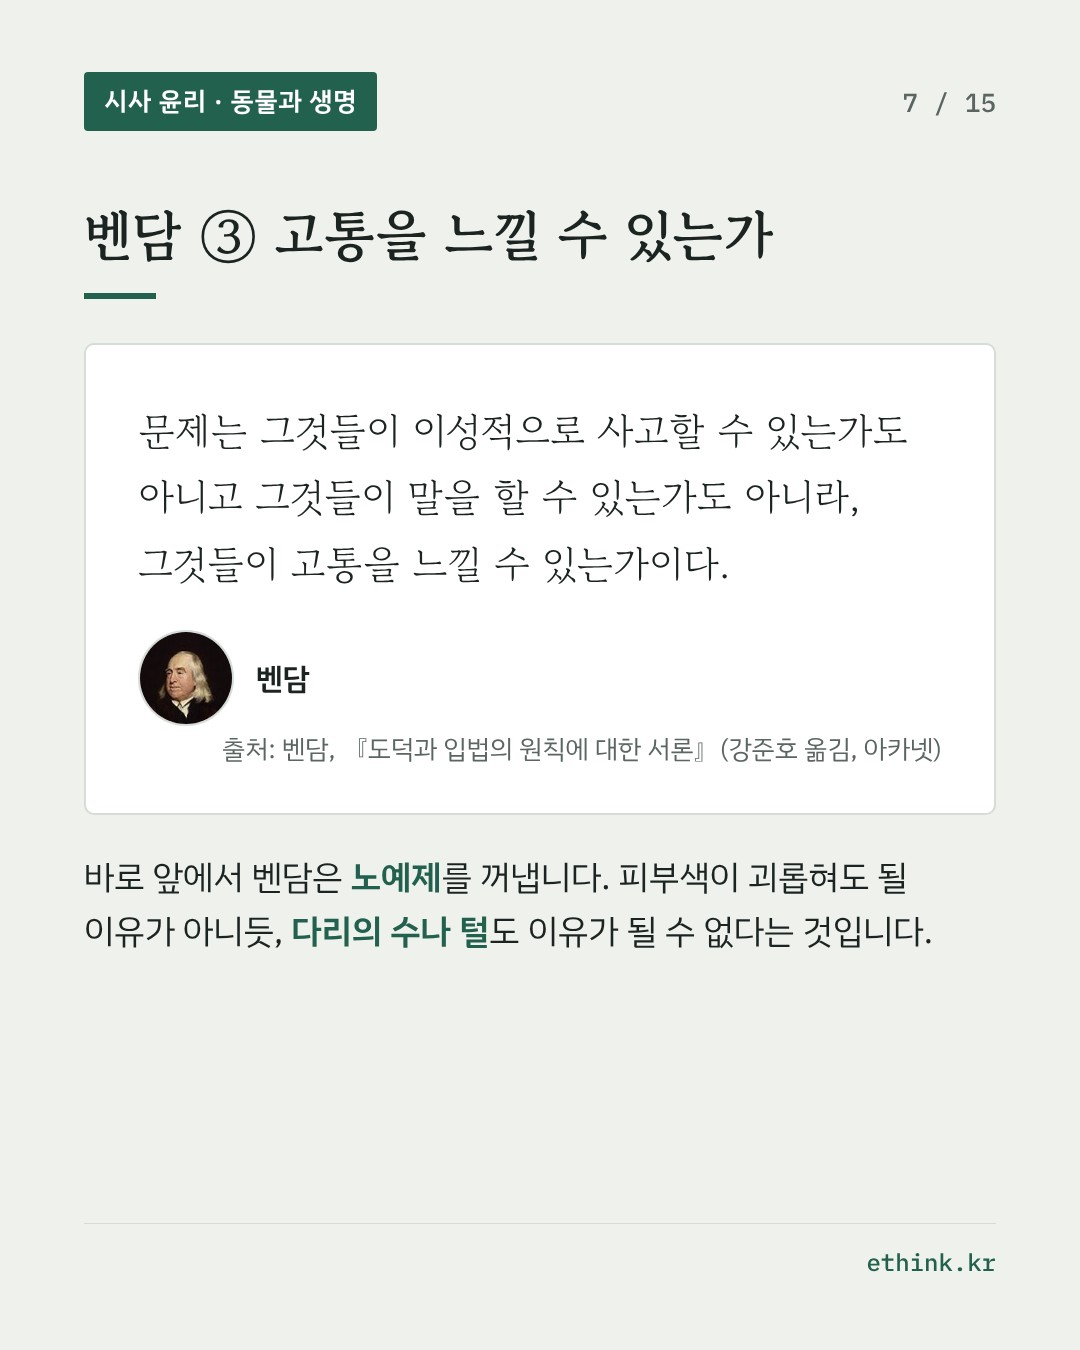 시사 윤리 · 동물과 생명
7 / 15
벤담 ③ 고통을 느낄 수 있는가
문제는 그것들이 이성적으로 사고할 수 있는가도
아니고 그것들이 말을 할 수 있는가도 아니라,
그것들이 고통을 느낄 수 있는가이다.
벤담
출처: 벤담, 『도덕과 입법의 원칙에 대한 서론』(강준호 옮김, 아카넷)
바로 앞에서 벤담은 노예제를 꺼냅니다. 피부색이 괴롭혀도 될
이유가 아니듯, 다리의 수나 털도 이유가 될 수 없다는 것입니다.
ethink.kr